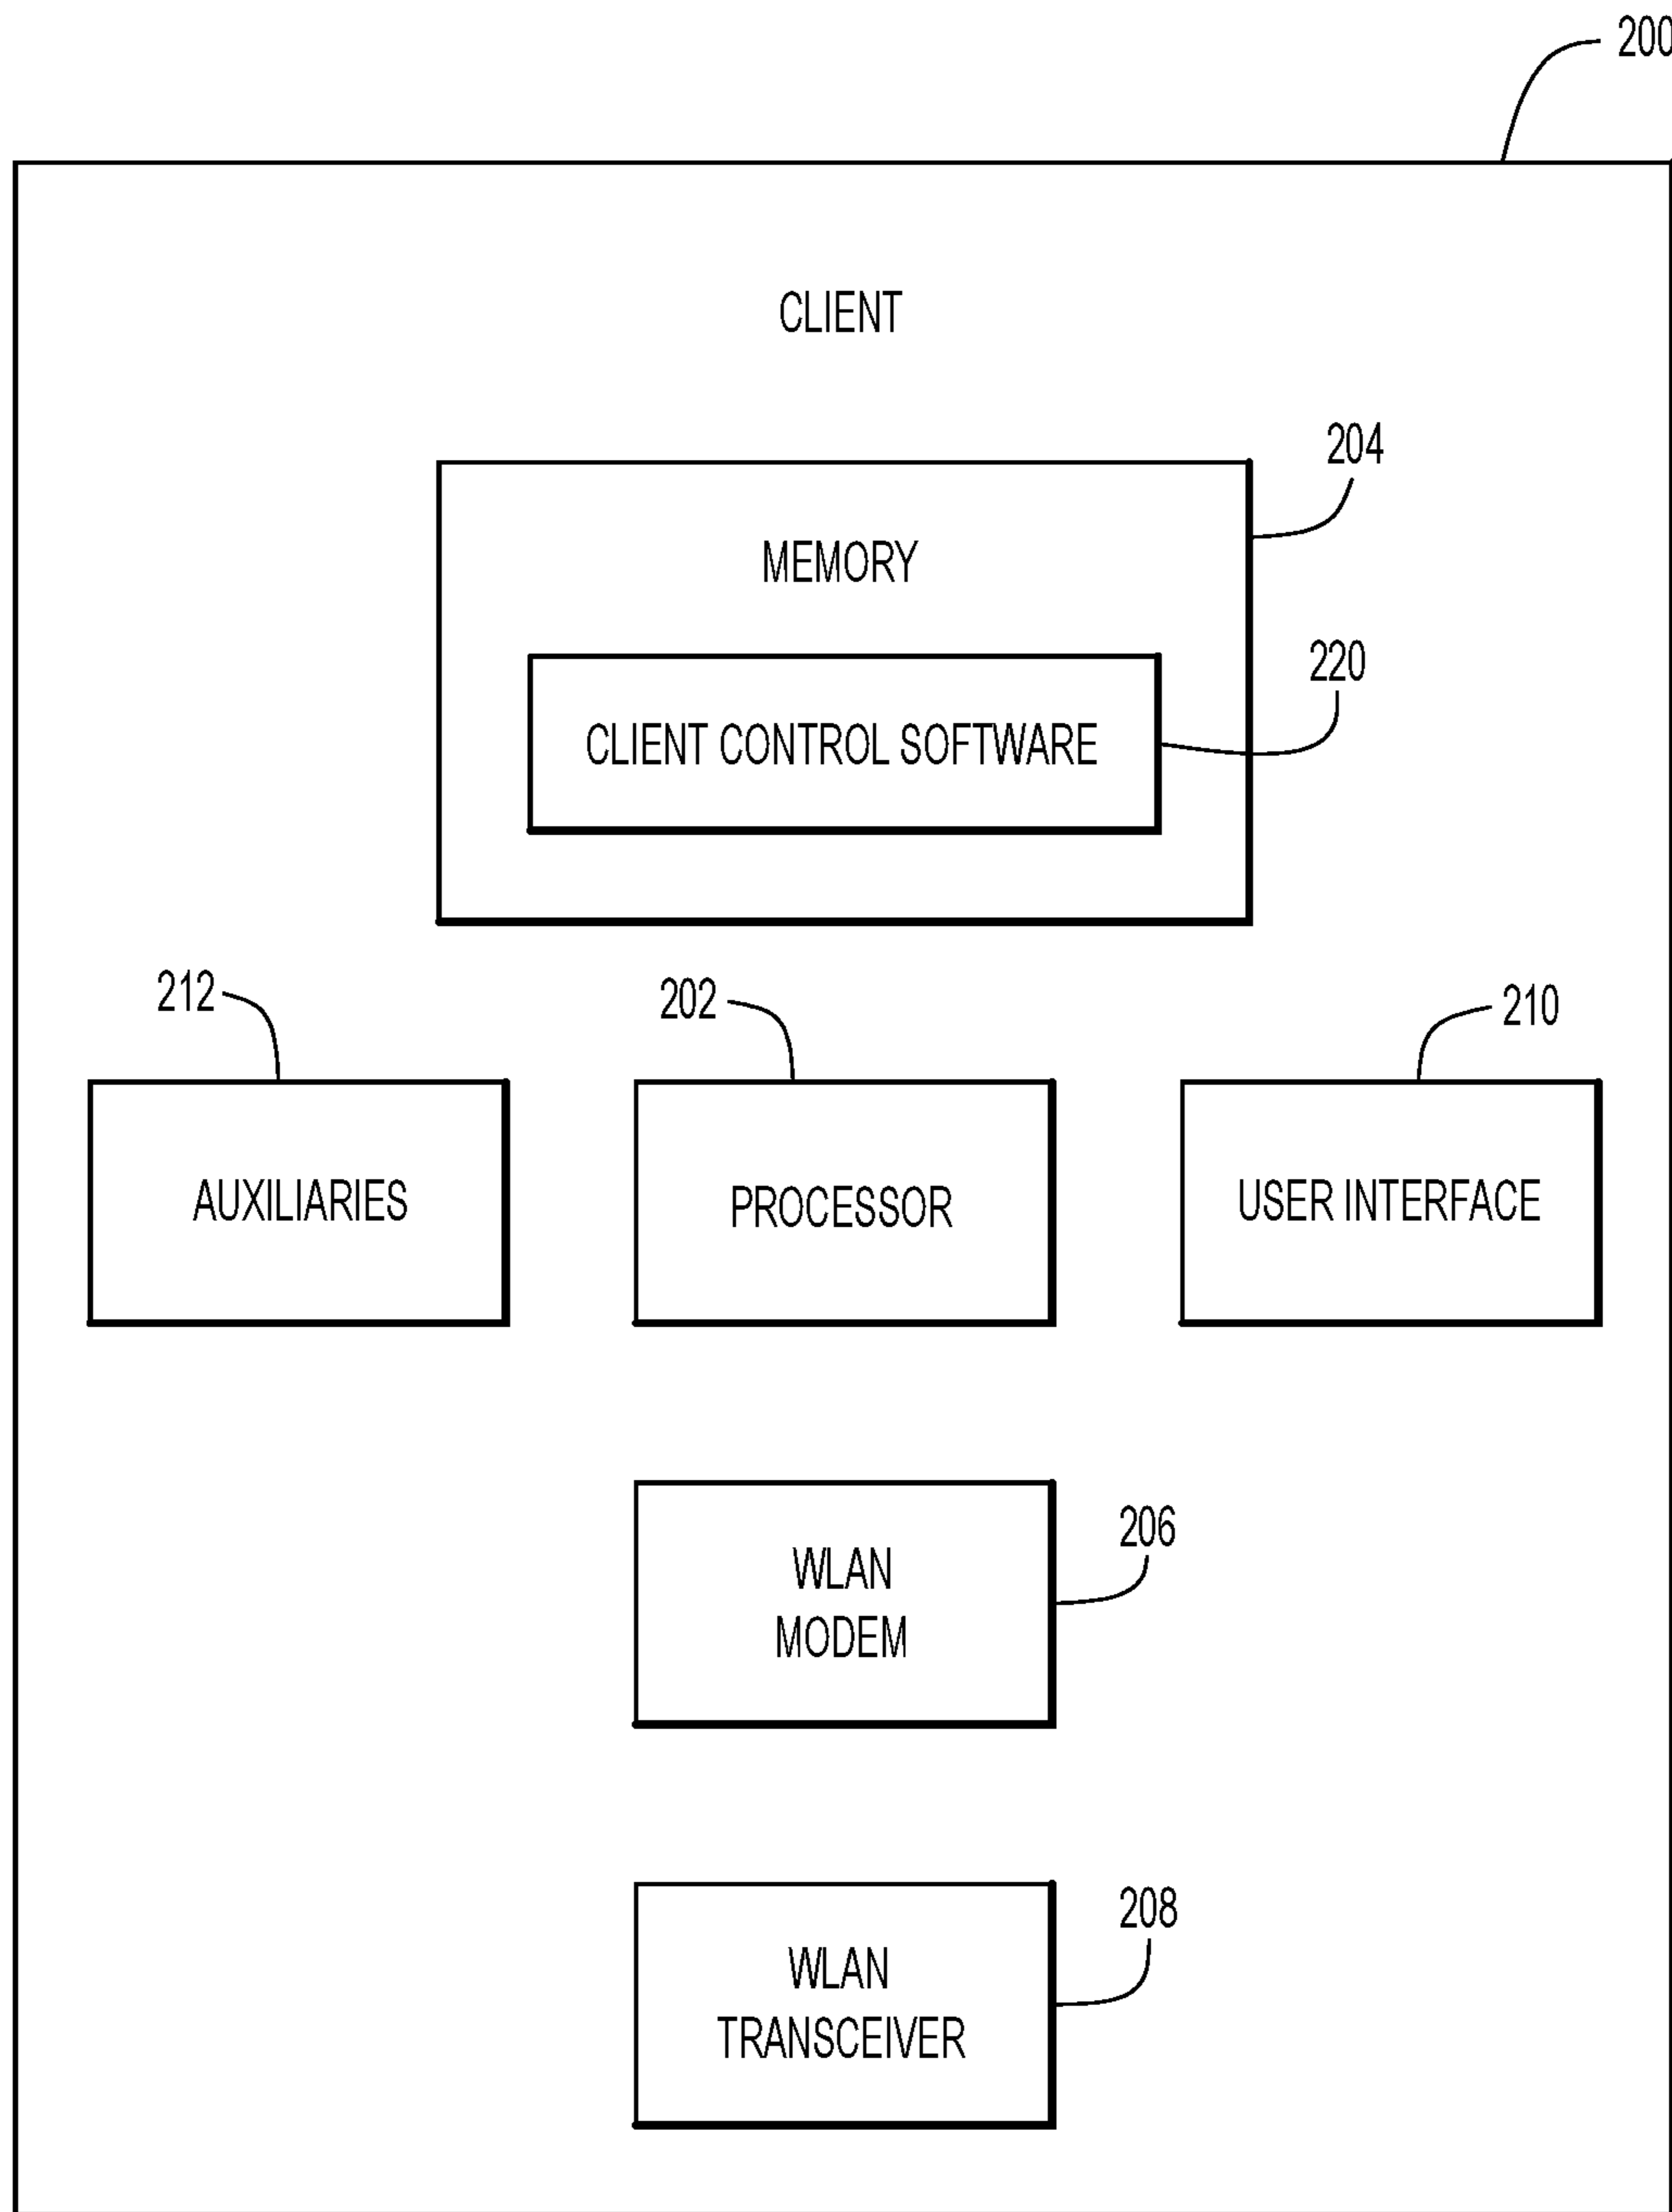 200
CLIENT
204
MEMORY
220
CLIENT CONTROL SOFTWARE
212
202
210
AUXILIARIES
PROCESSOR
USER INTERFACE
206
WLAN
MODEM
208
WLAN
TRANSCEIVER